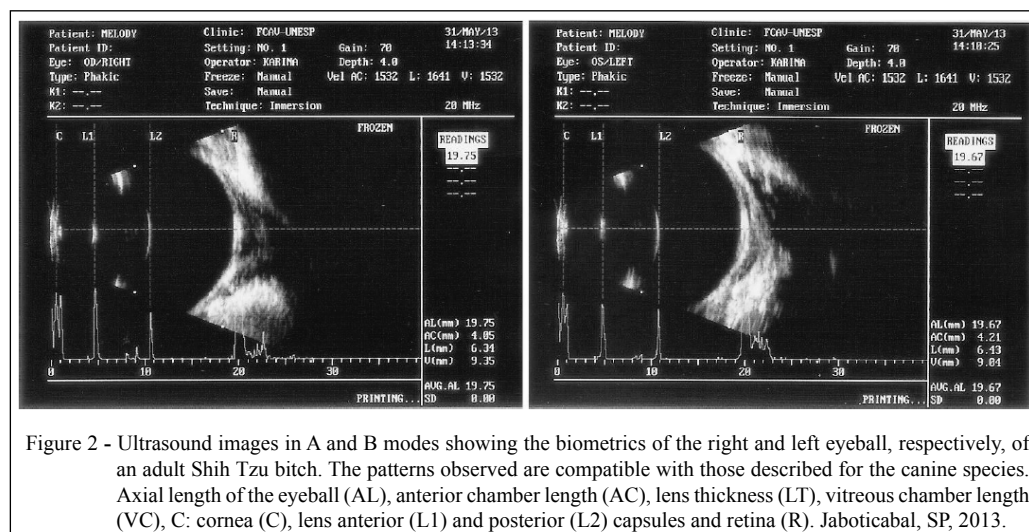 Patient: MELODY Clinic: FCAV-UNESP 31/MAY/13
Patient ID: Setting: NO. 1 Gain: 70 14:13:34
Eye: OD/RIGHT Operator: KARINA Depth: 4.0
Type: Phakic Freeze: Manual Vel AC: 1532 L: 1641 V: 1532
K1: --.-- Save: Manual
K2: --.-- Technique: Immersion 20 MHz
C L1 L2 R FROZEN
READINGS
19.75
--.--
--.--
--.--
AL(mm) 19.75
AC(mm) 4.05
L(mm) 6.34
V(mm) 9.35
0 10 20 30
AVG.AL 19.75
PRINTING... SD 0.00
Patient: MELODY Clinic: FCAV-UNESP 31/MAY/13
Patient ID: Setting: NO. 1 Gain: 70 14:10:25
Eye: OS/LEFT Operator: KARINA Depth: 4.0
Type: Phakic Freeze: Manual Vel AC: 1532 L: 1641 V: 1532
K1: --.-- Save: Manual
K2: --.-- Technique: Immersion 20 MHz
C L1 L2 R FROZEN
READINGS
19.67
--.--
--.--
--.--
AL(mm) 19.67
AC(mm) 4.21
L(mm) 6.43
V(mm) 9.04
0 10 20 30
AVG.AL 19.67
PRINTING... SD 0.00
Figure 2 - Ultrasound images in A and B modes showing the biometrics of the right and left eyeball, respectively, of
an adult Shih Tzu bitch. The patterns observed are compatible with those described for the canine species.
Axial length of the eyeball (AL), anterior chamber length (AC), lens thickness (LT), vitreous chamber length
(VC), C: cornea (C), lens anterior (L1) and posterior (L2) capsules and retina (R). Jaboticabal, SP, 2013.